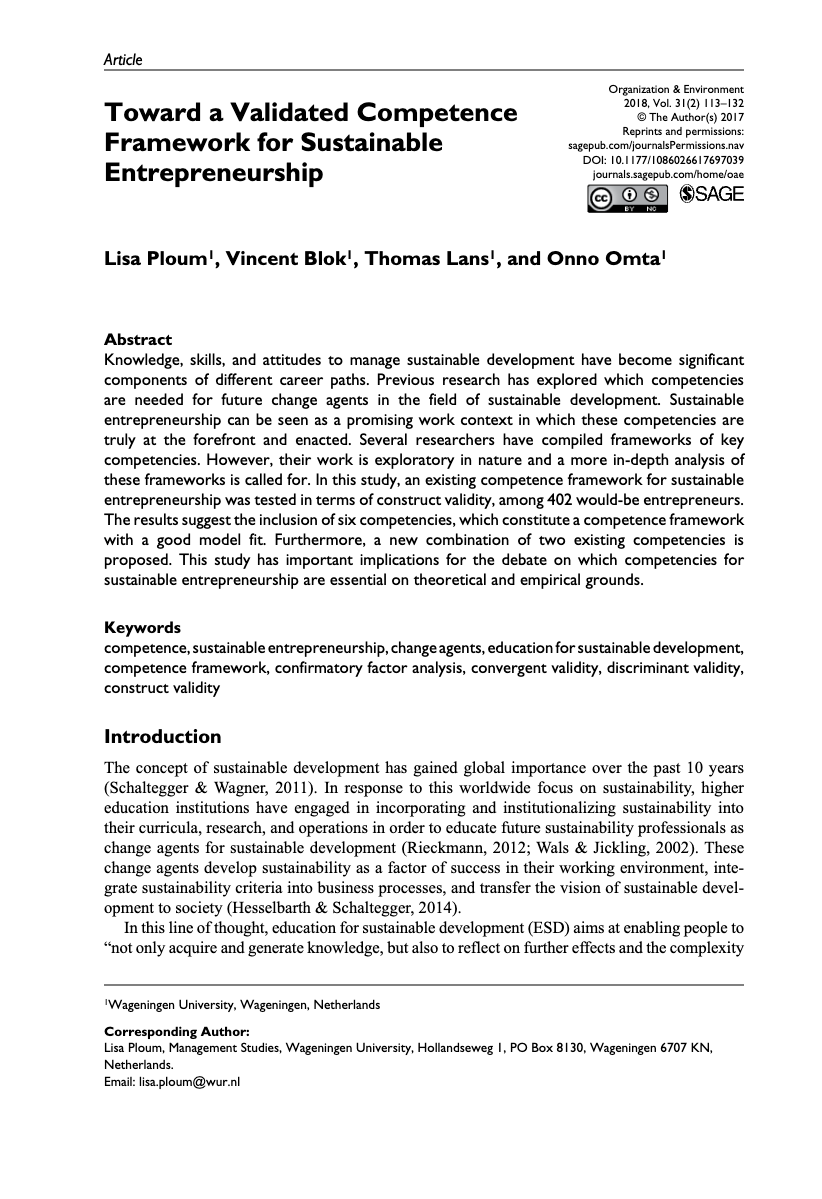 Article
Organization & Environment
2018, Vol. 31(2) 113–132
© The Author(s) 2017
Reprints and permissions:
sagepub.com/journalsPermissions.nav
DOI: 10.1177/1086026617697039
journals.sagepub.com/home/oae
cc BY NC SAGE
Toward a Validated Competence
Framework for Sustainable
Entrepreneurship
Lisa Ploum¹, Vincent Blok¹, Thomas Lans¹, and Onno Omta¹
Abstract
Knowledge, skills, and attitudes to manage sustainable development have become significant
components of different career paths. Previous research has explored which competencies
are needed for future change agents in the field of sustainable development. Sustainable
entrepreneurship can be seen as a promising work context in which these competencies are
truly at the forefront and enacted. Several researchers have compiled frameworks of key
competencies. However, their work is exploratory in nature and a more in-depth analysis of
these frameworks is called for. In this study, an existing competence framework for sustainable
entrepreneurship was tested in terms of construct validity, among 402 would-be entrepreneurs.
The results suggest the inclusion of six competencies, which constitute a competence framework
with a good model fit. Furthermore, a new combination of two existing competencies is
proposed. This study has important implications for the debate on which competencies for
sustainable entrepreneurship are essential on theoretical and empirical grounds.
Keywords
competence, sustainable entrepreneurship, change agents, education for sustainable development,
competence framework, confirmatory factor analysis, convergent validity, discriminant validity,
construct validity
Introduction
The concept of sustainable development has gained global importance over the past 10 years
(Schaltegger & Wagner, 2011). In response to this worldwide focus on sustainability, higher
education institutions have engaged in incorporating and institutionalizing sustainability into
their curricula, research, and operations in order to educate future sustainability professionals as
change agents for sustainable development (Rieckmann, 2012; Wals & Jickling, 2002). These
change agents develop sustainability as a factor of success in their working environment, inte-
grate sustainability criteria into business processes, and transfer the vision of sustainable devel-
opment to society (Hesselbarth & Schaltegger, 2014).
In this line of thought, education for sustainable development (ESD) aims at enabling people to
“not only acquire and generate knowledge, but also to reflect on further effects and the complexity
¹Wageningen University, Wageningen, Netherlands
Corresponding Author:
Lisa Ploum, Management Studies, Wageningen University, Hollandseweg 1, PO Box 8130, Wageningen 6707 KN,
Netherlands.
Email: lisa.ploum@wur.nl